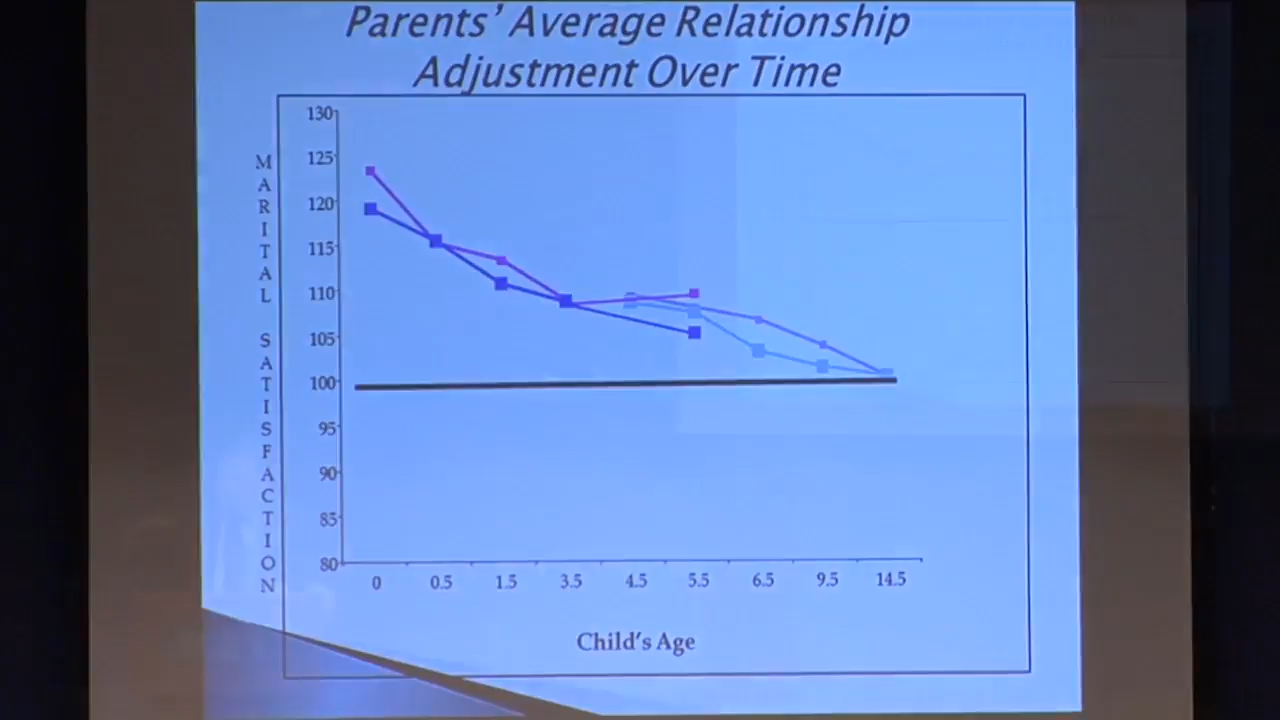 Parents' Average Relationship
Adjustment Over Time
MARITAL SATISFACTION
130
125
120
115
110
105
100
95
90
85
80
0 0.5 1.5 3.5 4.5 5.5 6.5 9.5 14.5
Child's Age